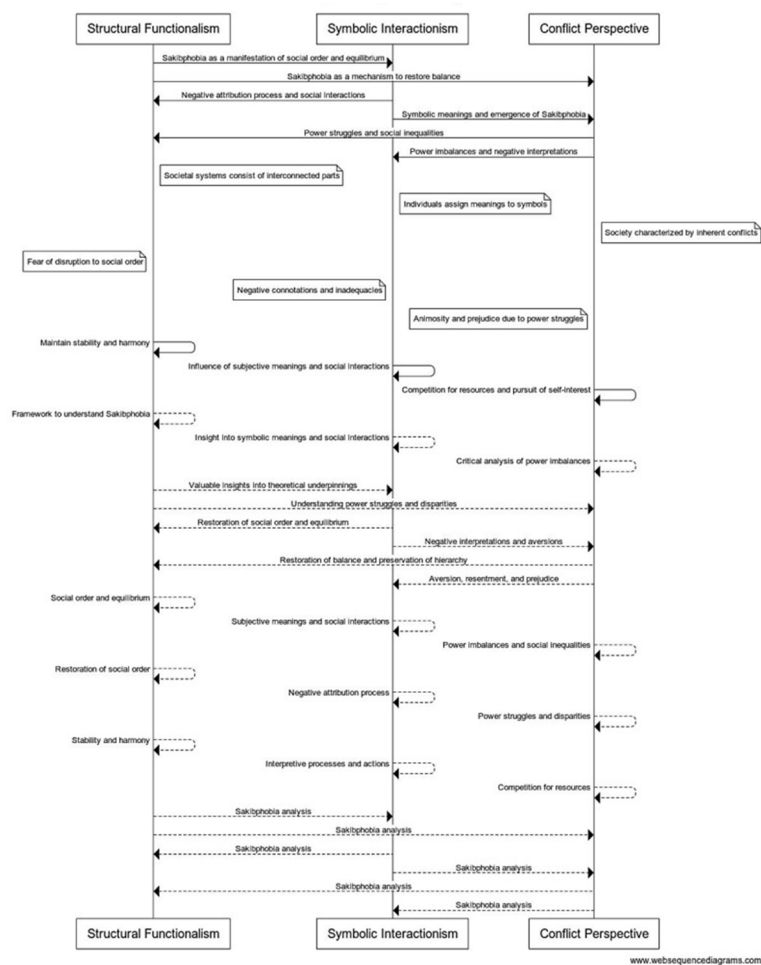 Structural Functionalism
Symbolic Interactionism
Conflict Perspective
Sakibphobia as a manifestation of social order and equilibrium
Sakibphobia as a mechanism to restore balance
Negative attribution process and social interactions
Symbolic meanings and emergence of Sakibphobia
Power struggles and social inequalities
Power imbalances and negative interpretations
Societal systems consist of interconnected parts
Individuals assign meanings to symbols
Society characterized by inherent conflicts
Fear of disruption to social order
Negative connotations and inadequacies
Animosity and prejudice due to power struggles
Maintain stability and harmony
Influence of subjective meanings and social interactions
Competition for resources and pursuit of self-interest
Framework to understand Sakibphobia
Insight into symbolic meanings and social interactions
Critical analysis of power imbalances
Valuable insights into theoretical underpinnings
Understanding power struggles and disparities
Restoration of social order and equilibrium
Negative interpretations and aversions
Restoration of balance and preservation of hierarchy
Aversion, resentment, and prejudice
Social order and equilibrium
Subjective meanings and social interactions
Power imbalances and social inequalities
Restoration of social order
Negative attribution process
Power struggles and disparities
Stability and harmony
Interpretive processes and actions
Competition for resources
Sakibphobia analysis
Sakibphobia analysis
Sakibphobia analysis
Sakibphobia analysis
Sakibphobia analysis
Sakibphobia analysis
Structural Functionalism
Symbolic Interactionism
Conflict Perspective
www.websequencediagrams.com